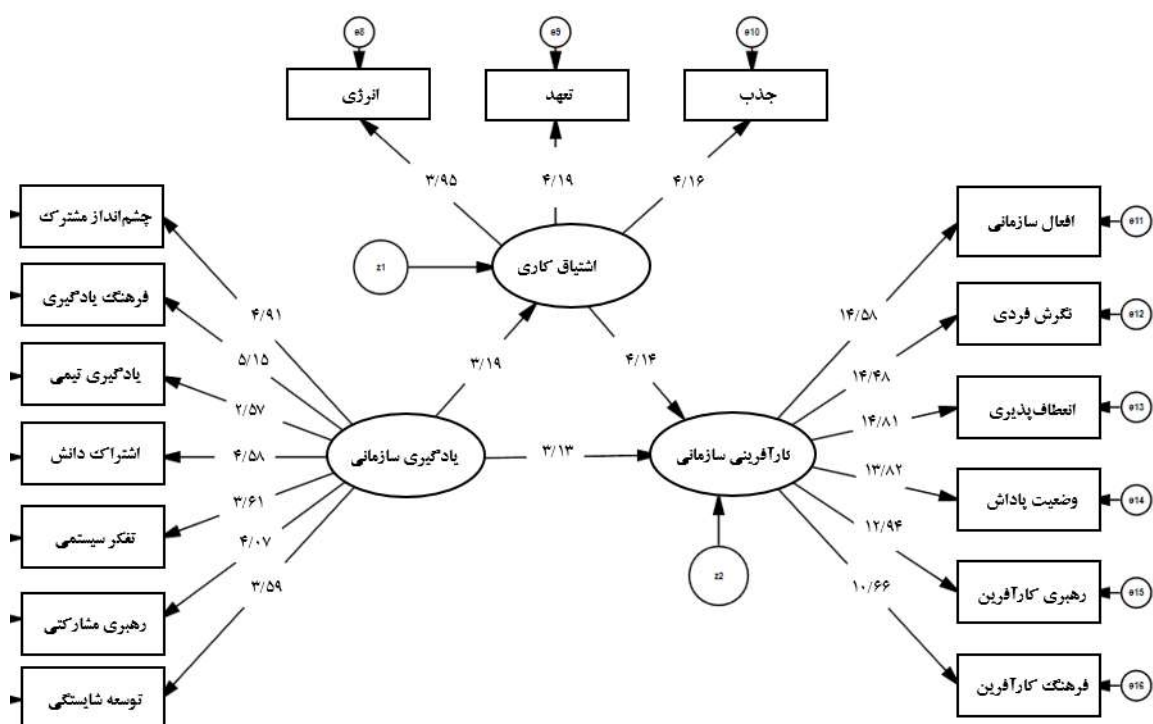 e8
e9
e10
انرژی
تعهد
جذب
۳/۹۵
۴/۱۹
۴/۱۶
اشتیاق کاری
z1
چشم‌انداز مشترک
فرهنگ یادگیری
یادگیری تیمی
اشتراک دانش
تفکر سیستمی
رهبری مشارکتی
توسعه شایستگی
۴/۹۱
۵/۱۵
۲/۵۷
۴/۵۸
۳/۶۱
۴/۰۷
۳/۵۹
یادگیری سازمانی
۳/۱۹
۴/۱۴
۳/۱۳
کارآفرینی سازمانی
z2
۱۴/۵۸
۱۴/۴۸
۱۴/۸۱
۱۳/۸۲
۱۲/۹۴
۱۰/۶۶
افعال سازمانی
e11
نگرش فردی
e12
انعطاف‌پذیری
e13
وضعیت پاداش
e14
رهبری کارآفرین
e15
فرهنگ کارآفرین
e16